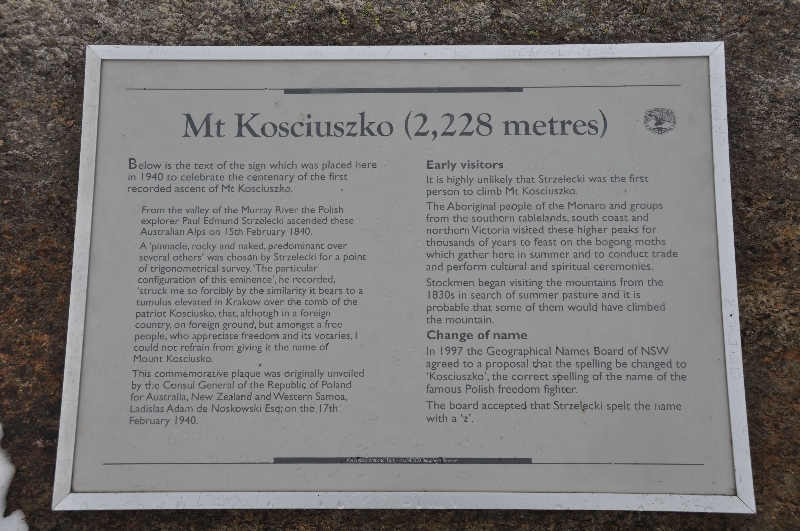 Mt Kosciuszko (2,228 metres)
Below is the text of the sign which was placed here
in 1940 to celebrate the centenary of the first
recorded ascent of Mt Kosciuszko.
From the valley of the Murray River the Polish
explorer Paul Edmund Strzelecki ascended these
Australian Alps on 15th February 1840.
A 'pinnacle, rocky and naked, predominant over
several others' was chosen by Strzelecki for a point
of trigonometrical survey. 'The particular
configuration of this eminence', he recorded,
'struck me so forcibly by the similarity it bears to a
tumulus elevated in Krakow over the tomb of the
patriot Kosciusko, that, although in a foreign
country, on foreign ground, but amongst a free
people, who appreciate freedom and its votaries, I
could not refrain from giving it the name of
Mount Kosciusko.
This commemorative plaque was originally unveiled
by the Consul General of the Republic of Poland
for Australia, New Zealand and Western Samoa,
Ladislas Adam de Noskowski Esq; on the 17th
February 1940.
Early visitors
It is highly unlikely that Strzelecki was the first
person to climb Mt Kosciuszko.
The Aboriginal people of the Monaro and groups
from the southern tablelands, south coast and
northern Victoria visited these higher peaks for
thousands of years to feast on the bogong moths
which gather here in summer and to conduct trade
and perform cultural and spiritual ceremonies.
Stockmen began visiting the mountains from the
1830s in search of summer pasture and it is
probable that some of them would have climbed
the mountain.
Change of name
In 1997 the Geographical Names Board of NSW
agreed to a proposal that the spelling be changed to
'Kosciuszko', the correct spelling of the name of the
famous Polish freedom fighter.
The board accepted that Strzelecki spelt the name
with a 'z'.